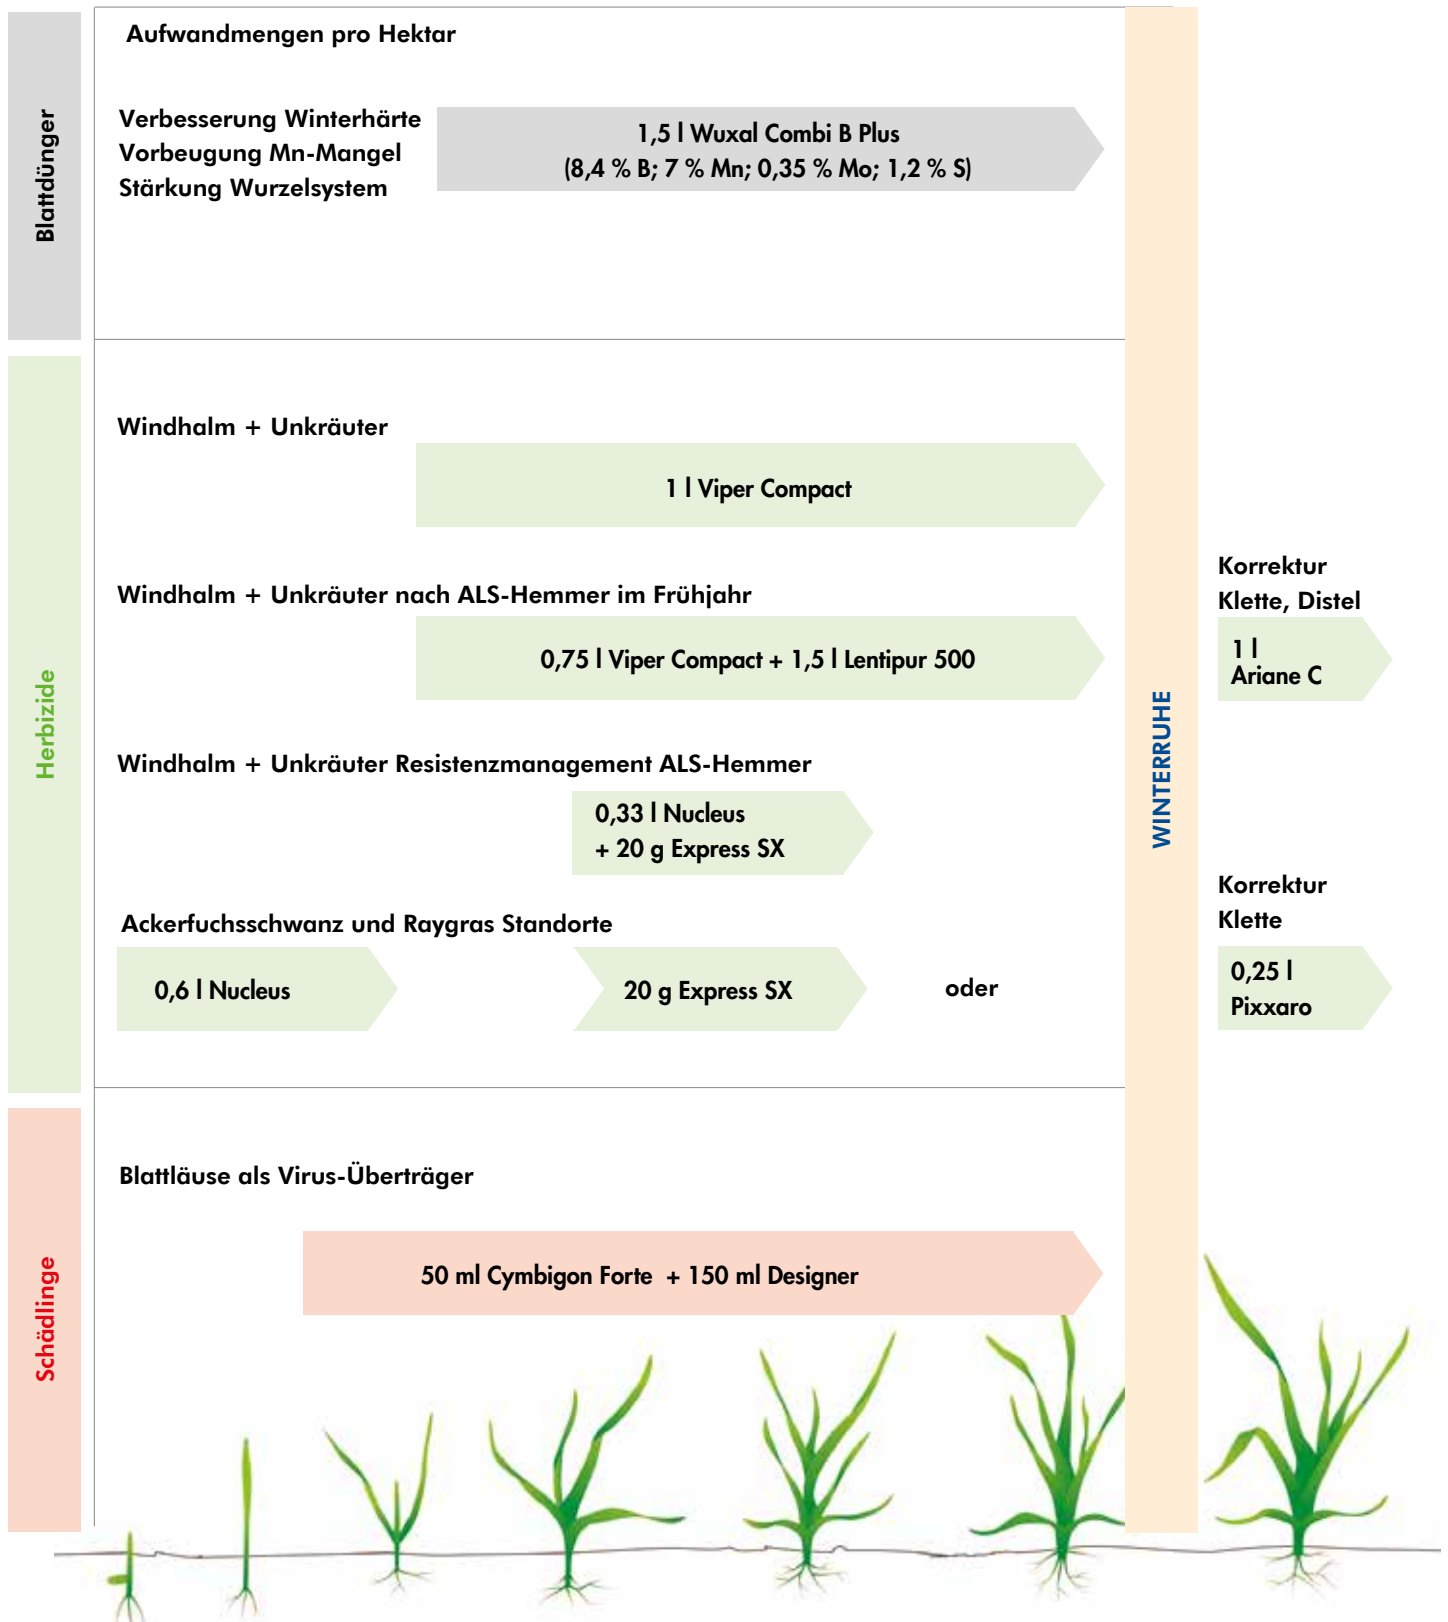 Aufwandmengen pro Hektar
Blattdünger
Verbesserung Winterhärte
Vorbeugung Mn-Mangel
Stärkung Wurzelsystem
1,5 l Wuxal Combi B Plus
(8,4 % B; 7 % Mn; 0,35 % Mo; 1,2 % S)
Herbizide
Windhalm + Unkräuter
1 l Viper Compact
Windhalm + Unkräuter nach ALS-Hemmer im Frühjahr
0,75 l Viper Compact + 1,5 l Lentipur 500
Windhalm + Unkräuter Resistenzmanagement ALS-Hemmer
0,33 l Nucleus
+ 20 g Express SX
Ackerfuchsschwanz und Raygras Standorte
0,6 l Nucleus
20 g Express SX
oder
WINTERRUHE
Korrektur
Klette, Distel
1 l
Ariane C
Korrektur
Klette
0,25 l
Pixxaro
Schädlinge
Blattläuse als Virus-Überträger
50 ml Cymbigon Forte + 150 ml Designer